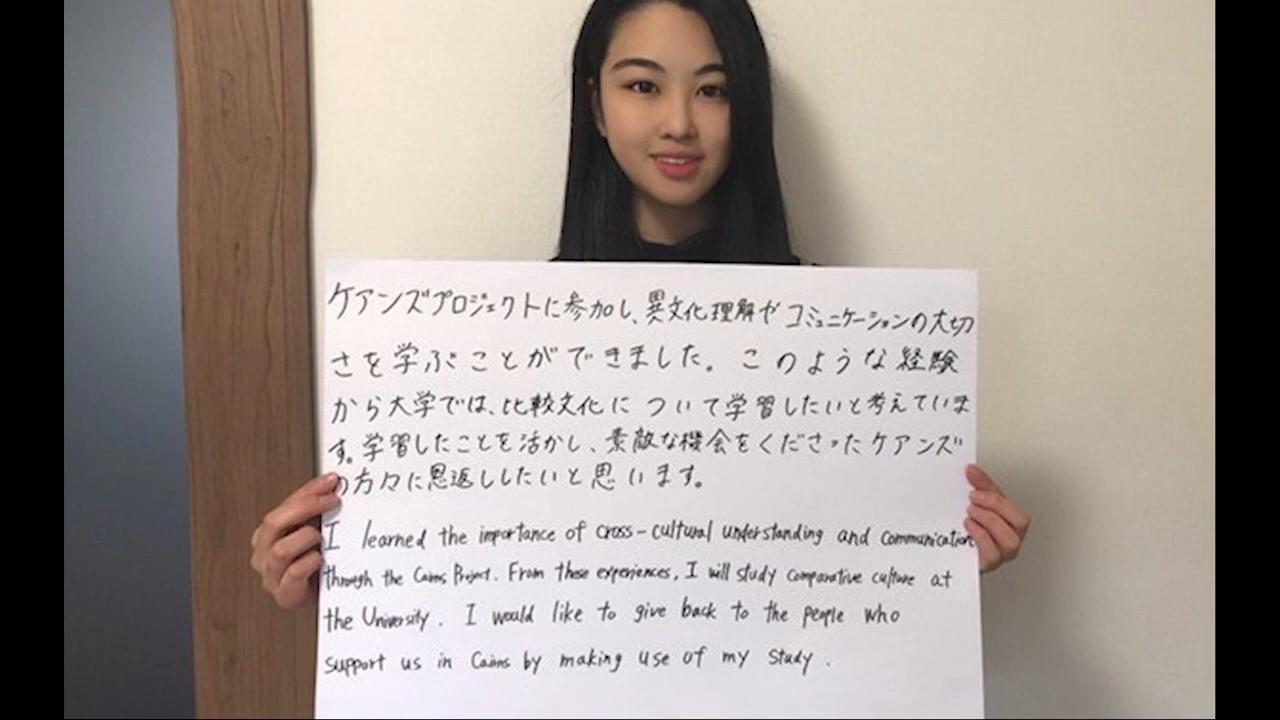 ケアンズプロジェクトに参加し、異文化理解やコミュニケーションの大切
さを学ぶことができました。このような経験
から大学では、比較文化について学習したいと考えていま
す。学習したことを活かし、素敵な機会をくださったケアンズ
の方々に恩返ししたいと思います。
I learned the importance of cross-cultural understanding and communication
through the Cairns Project. From these experiences, I will study comparative culture at
the University. I would like to give back to the people who
support us in Cairns by making use of my study.